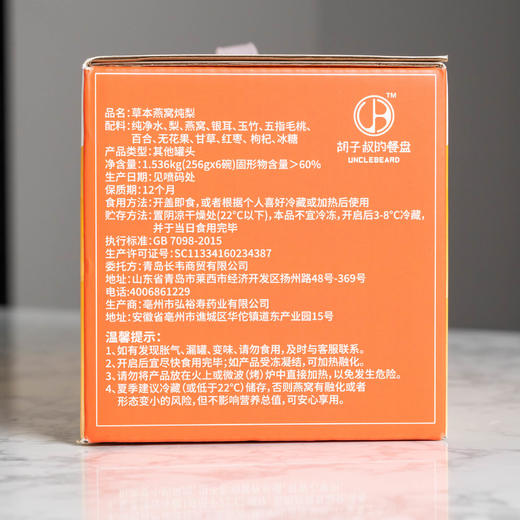 TM
胡子叔的餐盘
UNCLEBEARD
品名:草本燕窝炖梨
配料:纯净水、梨、燕窝、银耳、玉竹、五指毛桃、
百合、无花果、甘草、红枣、枸杞、冰糖
产品类型:其他罐头
净含量:1.536kg(256gx6碗)固形物含量>60%
生产日期:见喷码处
保质期:12个月
食用方法:开盖即食,或者根据个人喜好冷藏或加热后使用
贮存方法:置阴凉干燥处(22°C以下),本品不宜冷冻,开启后3-8°C冷藏,
并于当日食用完毕
执行标准:GB 7098-2015
生产许可证号:SC11334160234387
委托方:青岛长韦商贸有限公司
地址:山东省青岛市莱西市经济开发区扬州路48号-369号
电话:4006861229
生产商:亳州市弘裕寿药业有限公司
地址:安徽省亳州市谯城区华佗镇道东产业园15号
温馨提示:
1、如有发现胀气、漏罐、变味、请勿食用,及时与客服联系。
2、开启后宜尽快食用完毕;如产品受冻凝结,可加热融化。
3、请勿将产品放在火上或微波(烤)炉中直接加热,以免发生危险。
4、夏季建议冷藏(或低于22°C)储存,否则燕窝有融化或者
形态变小的风险,但不影响营养总值,可安心享用。